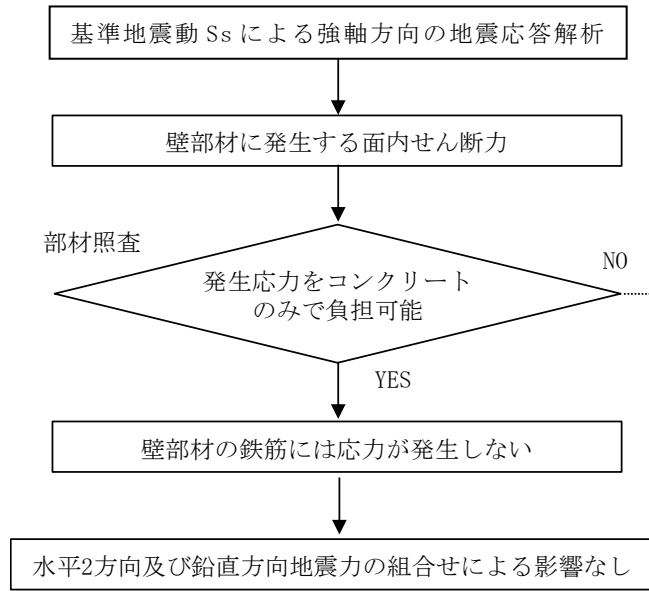 基準地震動 Ss による強軸方向の地震応答解析
壁部材に発生する面内せん断力
部材照査
発生応力をコンクリート
のみで負担可能
NO
YES
壁部材の鉄筋には応力が発生しない
水平2方向及び鉛直方向地震力の組合せによる影響なし